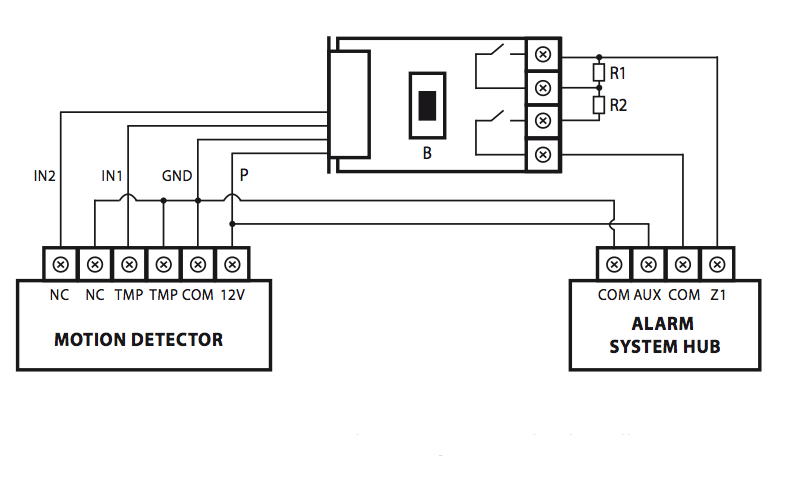 R1
R2
B
IN2 IN1 GND P
NC NC TMP TMP COM 12V
MOTION DETECTOR
COM AUX COM Z1
ALARM
SYSTEM HUB